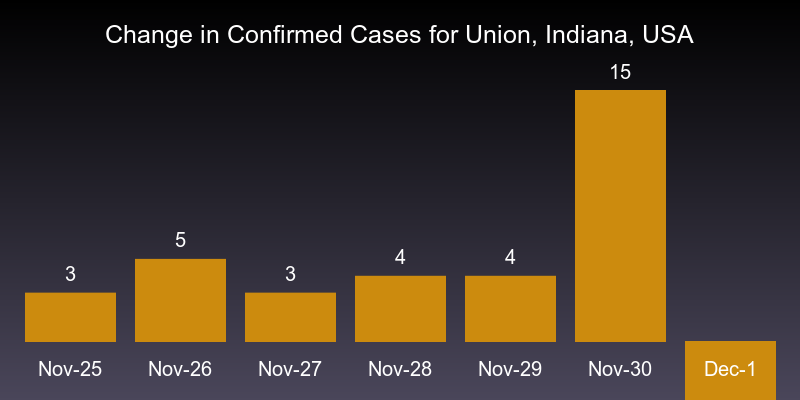 Change in Confirmed Cases for Union, Indiana, USA
15
5
3
3
4
4
Nov-25
Nov-26
Nov-27
Nov-28
Nov-29
Nov-30
Dec-1